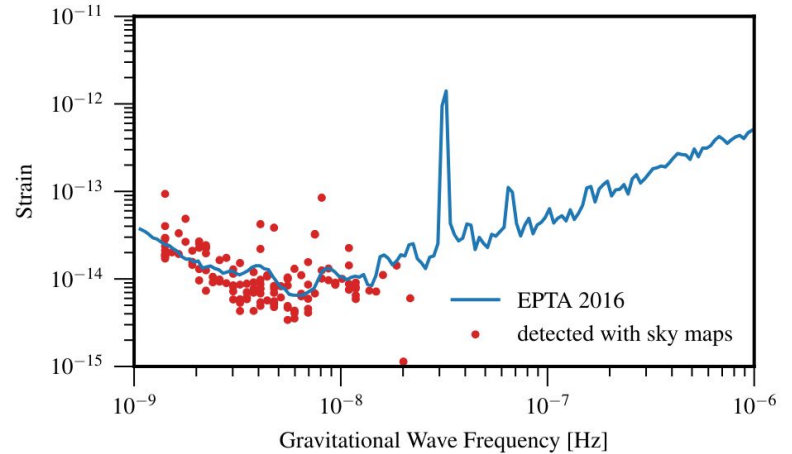 10⁻¹¹
10⁻¹²
10⁻¹³
10⁻¹⁴
10⁻¹⁵
Strain
EPTA 2016
detected with sky maps
10⁻⁹ 10⁻⁸ 10⁻⁷ 10⁻⁶
Gravitational Wave Frequency [Hz]